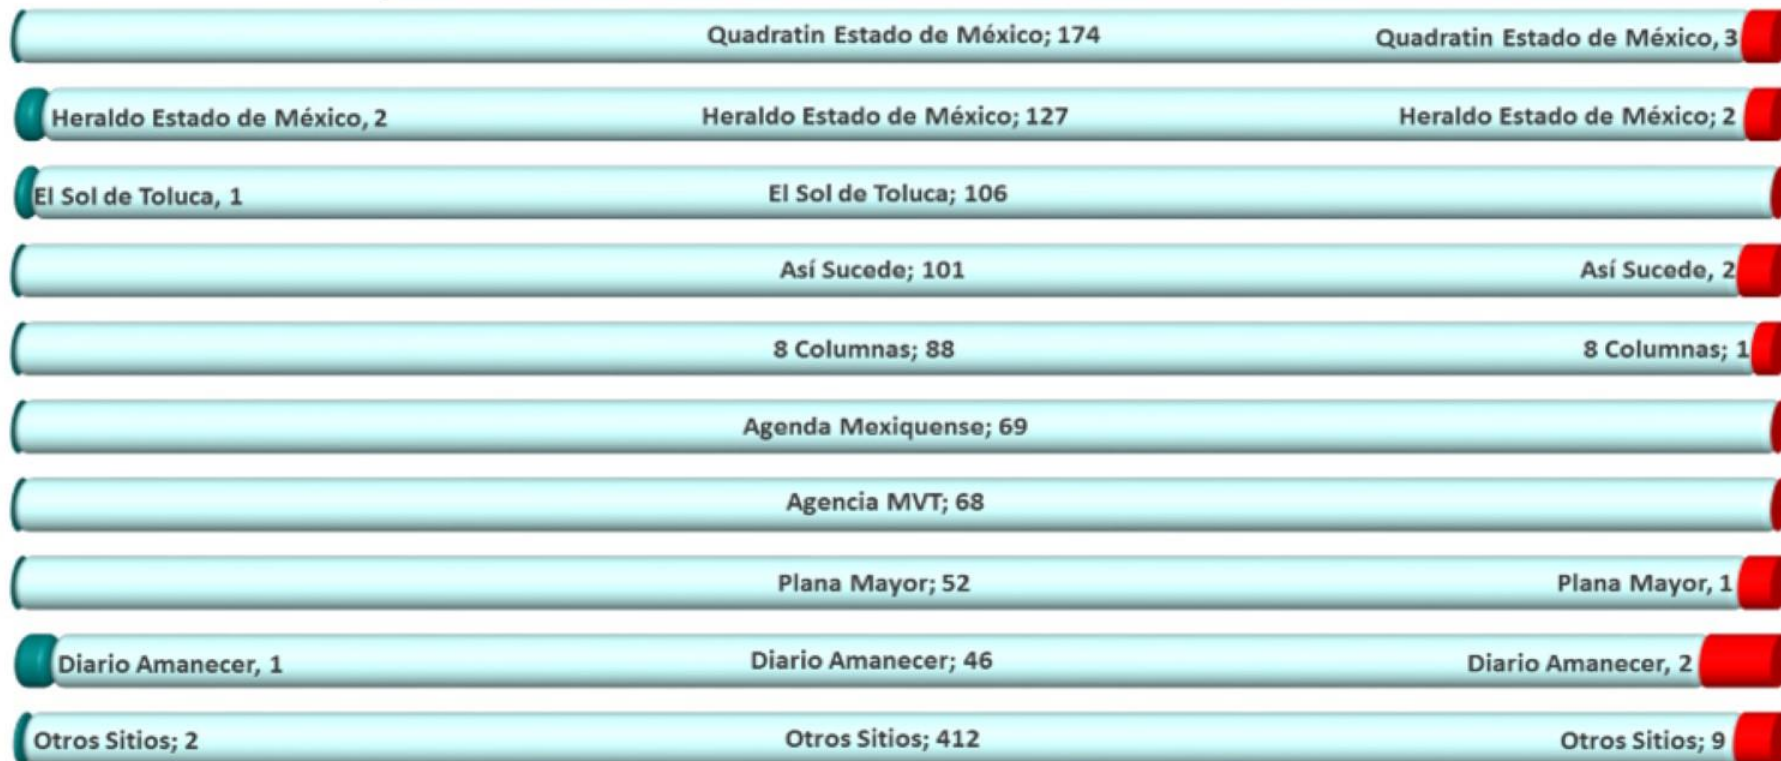 Quadratin Estado de México; 174 Quadratin Estado de México, 3
Heraldo Estado de México, 2 Heraldo Estado de México; 127 Heraldo Estado de México; 2
El Sol de Toluca, 1 El Sol de Toluca; 106
Así Sucede; 101 Así Sucede, 2
8 Columnas; 88 8 Columnas; 1
Agenda Mexiquense; 69
Agencia MVT; 68
Plana Mayor; 52 Plana Mayor, 1
Diario Amanecer, 1 Diario Amanecer; 46 Diario Amanecer, 2
Otros Sitios; 2 Otros Sitios; 412 Otros Sitios; 9